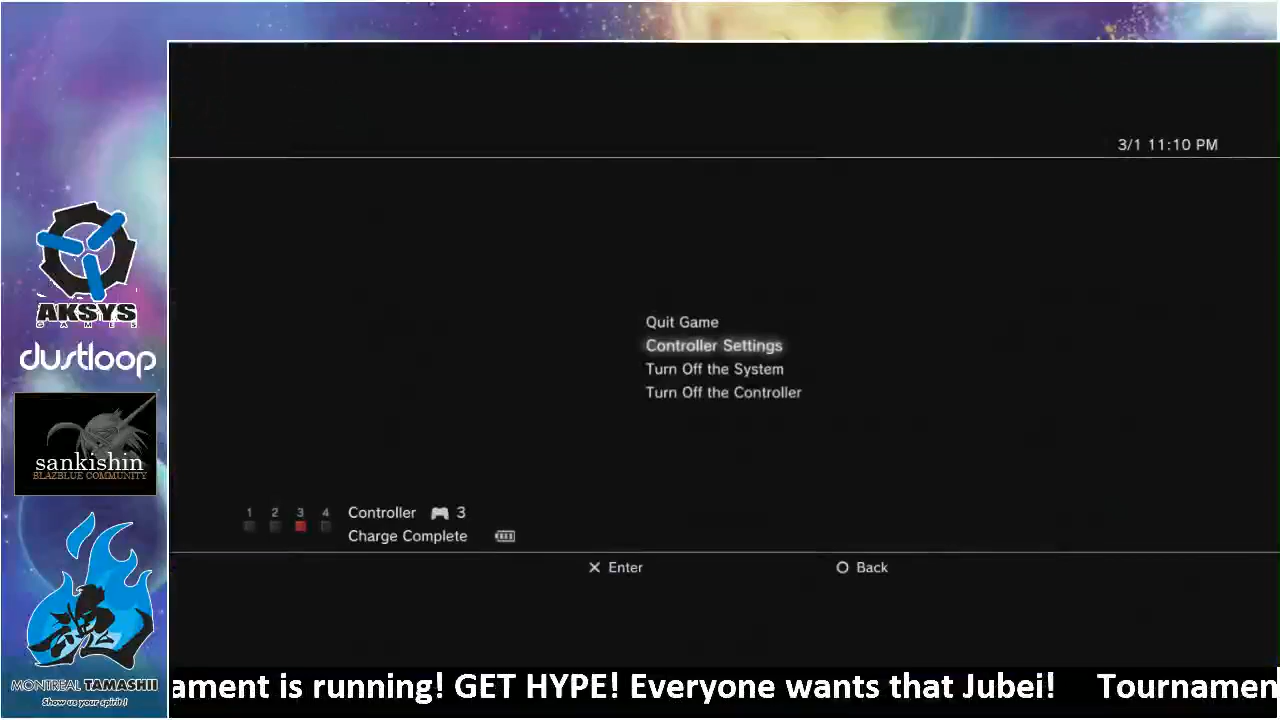 3/1 11:10 PM
AKSYS
GAMES
dustloop
sankishin
BLAZBLUE COMMUNITY
魂
MONTREAL TAMASHII
Show us your spirit !
Quit Game
Controller Settings
Turn Off the System
Turn Off the Controller
1 2 3 4 Controller 3
Charge Complete
X Enter O Back
ament is running! GET HYPE! Everyone wants that Jubei! Tournamen